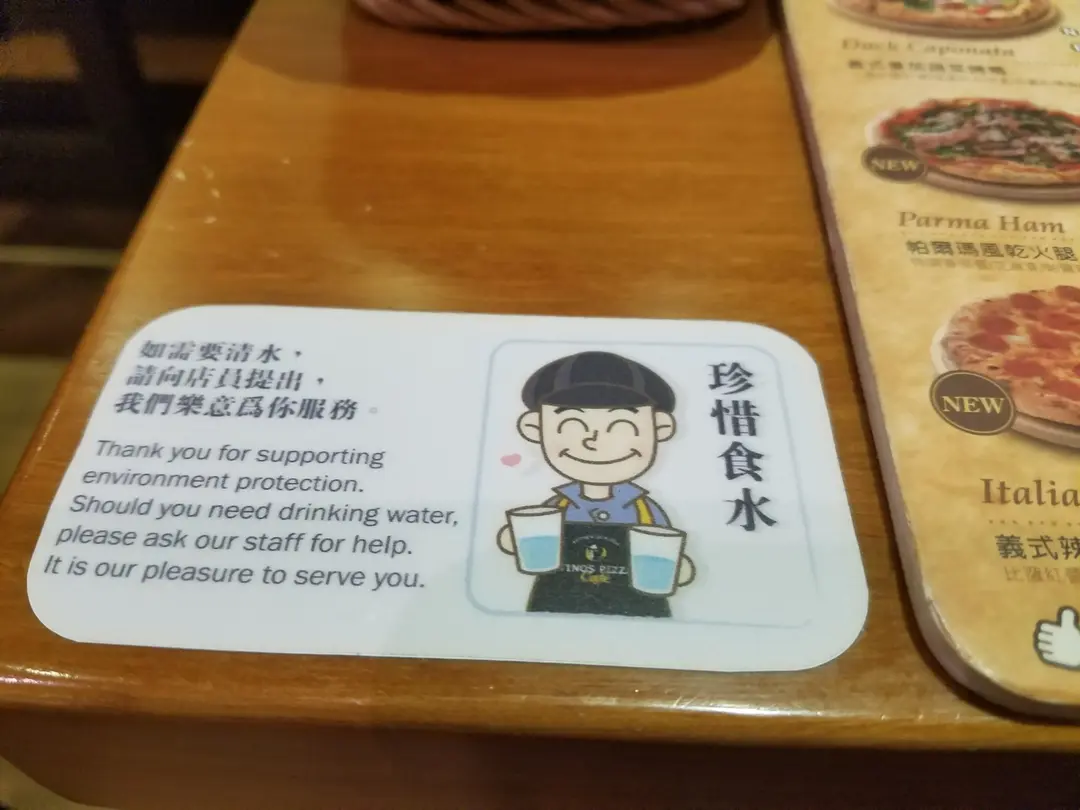 如需要清水，
請向店員提出，
我們樂意爲你服務。
Thank you for supporting
environment protection.
Should you need drinking water,
please ask our staff for help.
It is our pleasure to serve you.
珍惜食水
PIZZ
Café
Duck Caponata
NEW
Parma Ham
帕爾瑪風乾火腿
NEW
Italia
義式辣